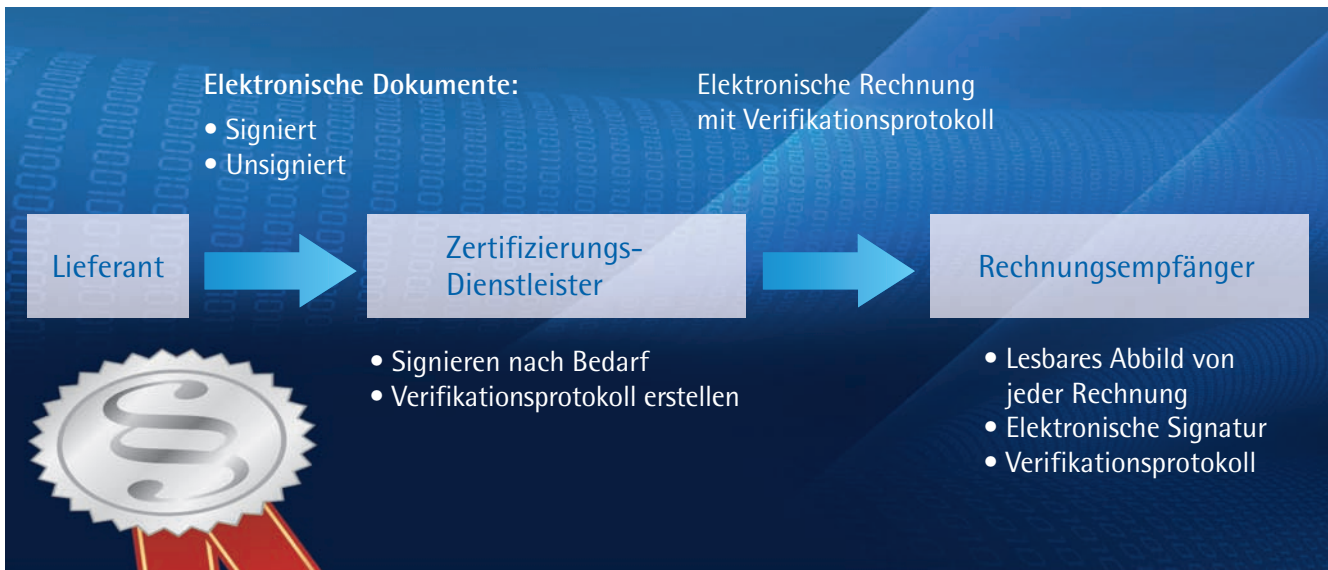 Elektronische Dokumente:
• Signiert
• Unsigniert
Elektronische Rechnung
mit Verifikationsprotokoll
Lieferant
Zertifizierungs-
Dienstleister
Rechnungsempfänger
• Signieren nach Bedarf
• Verifikationsprotokoll erstellen
• Lesbares Abbild von
jeder Rechnung
• Elektronische Signatur
• Verifikationsprotokoll
§